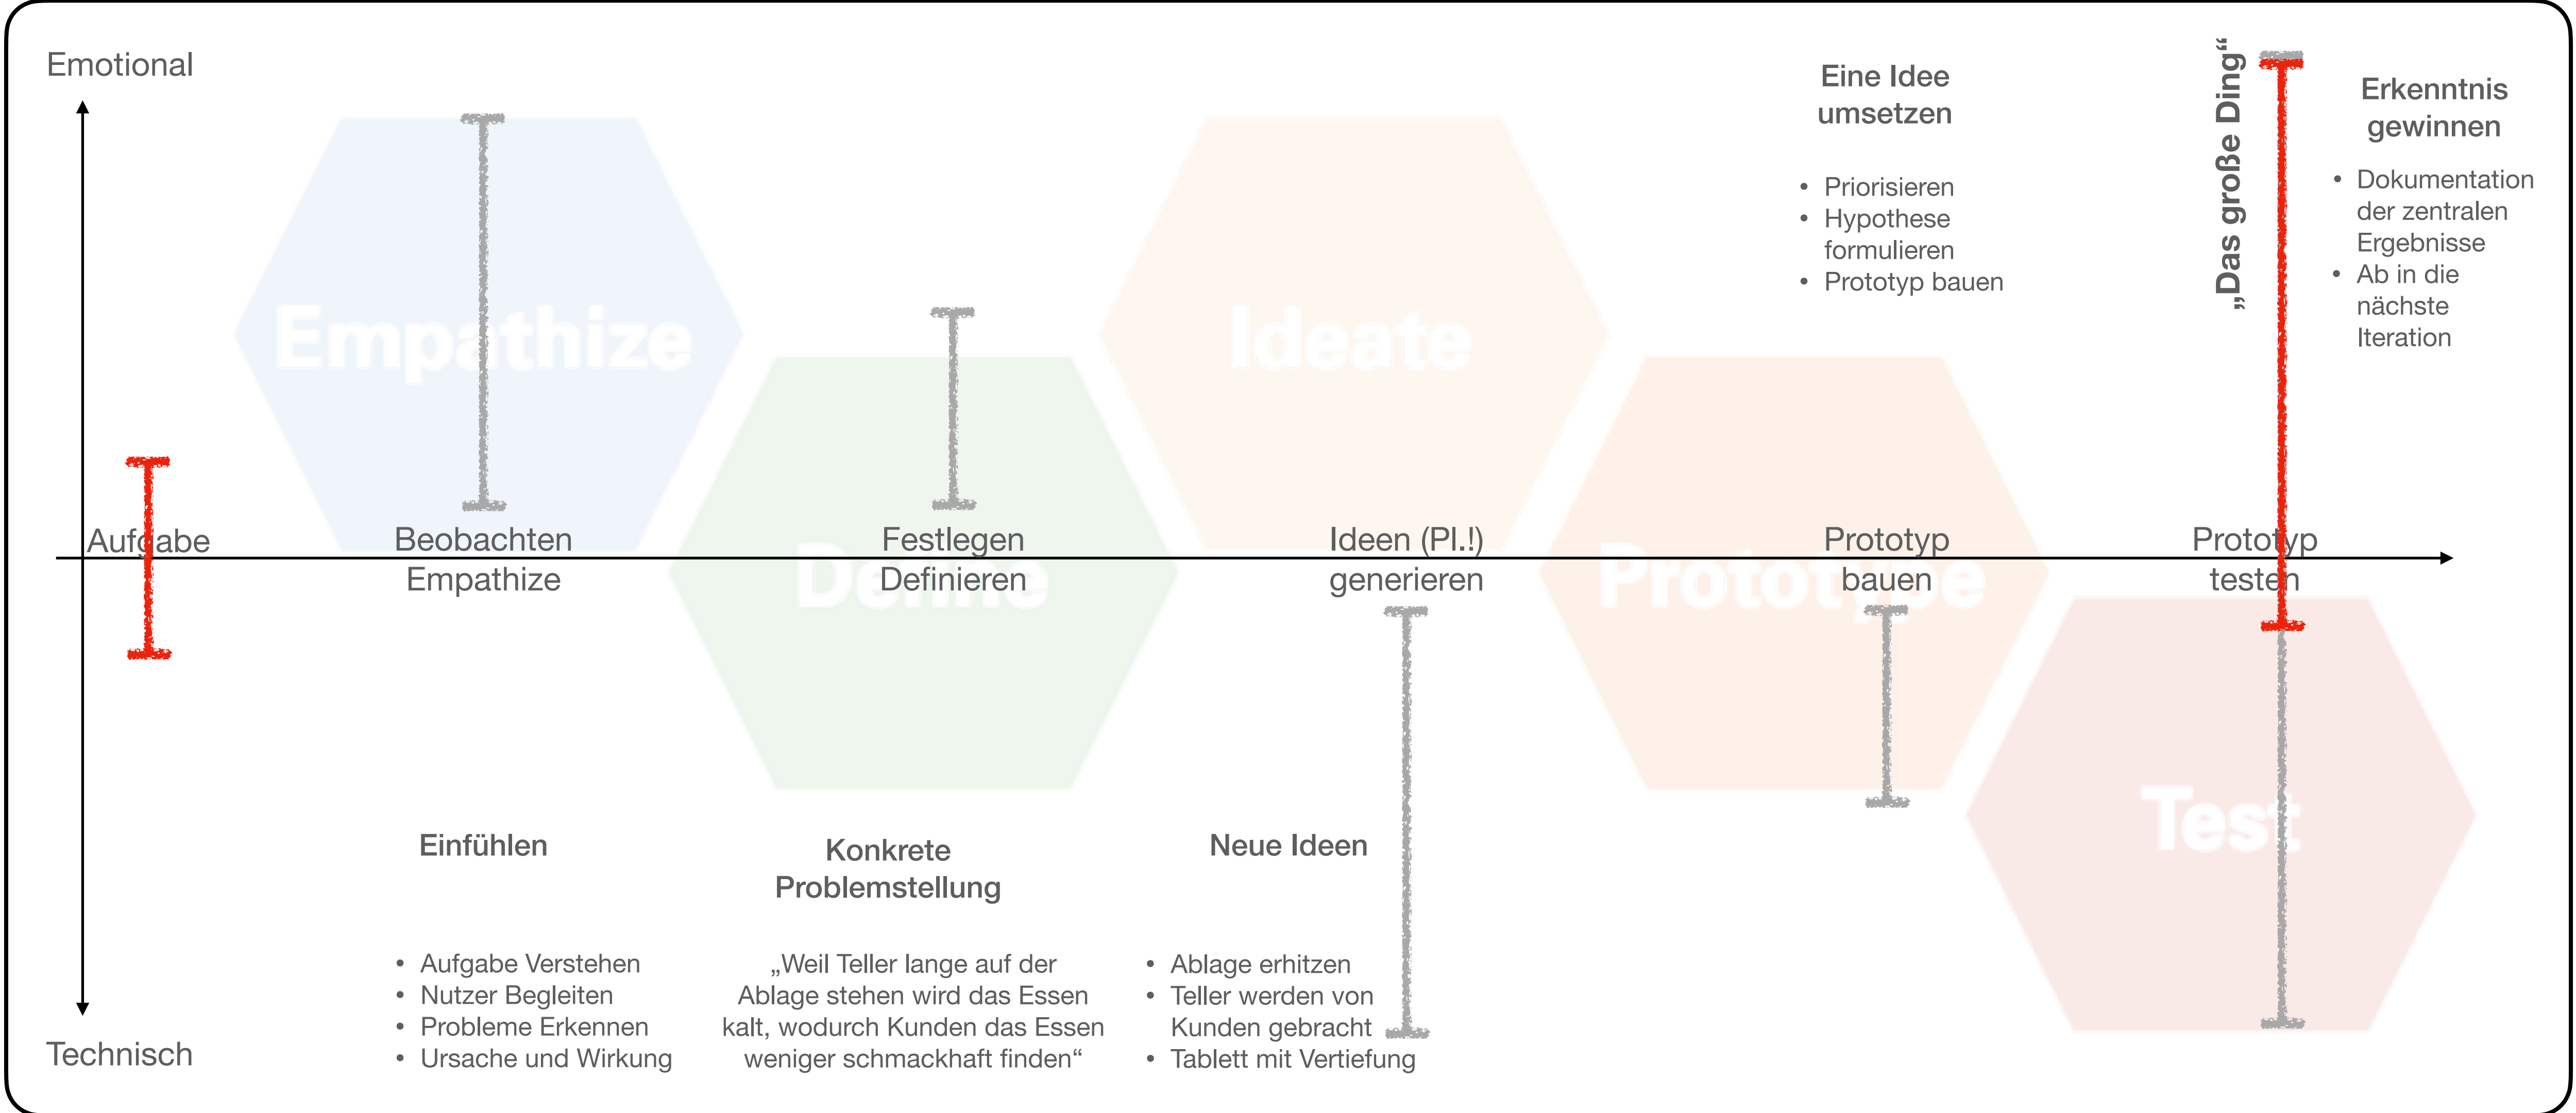 Emotional
Technisch
Aufgabe
Empathize
Beobachten
Empathize
Einfühlen
• Aufgabe Verstehen
• Nutzer Begleiten
• Probleme Erkennen
• Ursache und Wirkung
Define
Festlegen
Definieren
Konkrete
Problemstellung
„Weil Teller lange auf der
Ablage stehen wird das Essen
kalt, wodurch Kunden das Essen
weniger schmackhaft finden“
Ideate
Ideen (Pl.!)
generieren
Neue Ideen
• Ablage erhitzen
• Teller werden von
Kunden gebracht
• Tablett mit Vertiefung
Eine Idee
umsetzen
• Priorisieren
• Hypothese
formulieren
• Prototyp bauen
Prototype
Prototyp
bauen
„Das große Ding“
Erkenntnis
gewinnen
• Dokumentation
der zentralen
Ergebnisse
• Ab in die
nächste
Iteration
Prototyp
testen
Test